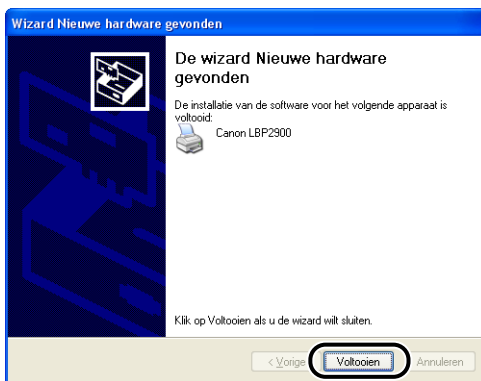 Wizard Nieuwe hardware gevonden
De wizard Nieuwe hardware
gevonden
De installatie van de software voor het volgende apparaat is
voltooid:
Canon LBP2900
Klik op Voltooien als u de wizard wilt sluiten.
< Vorige
Voltooien
Annuleren